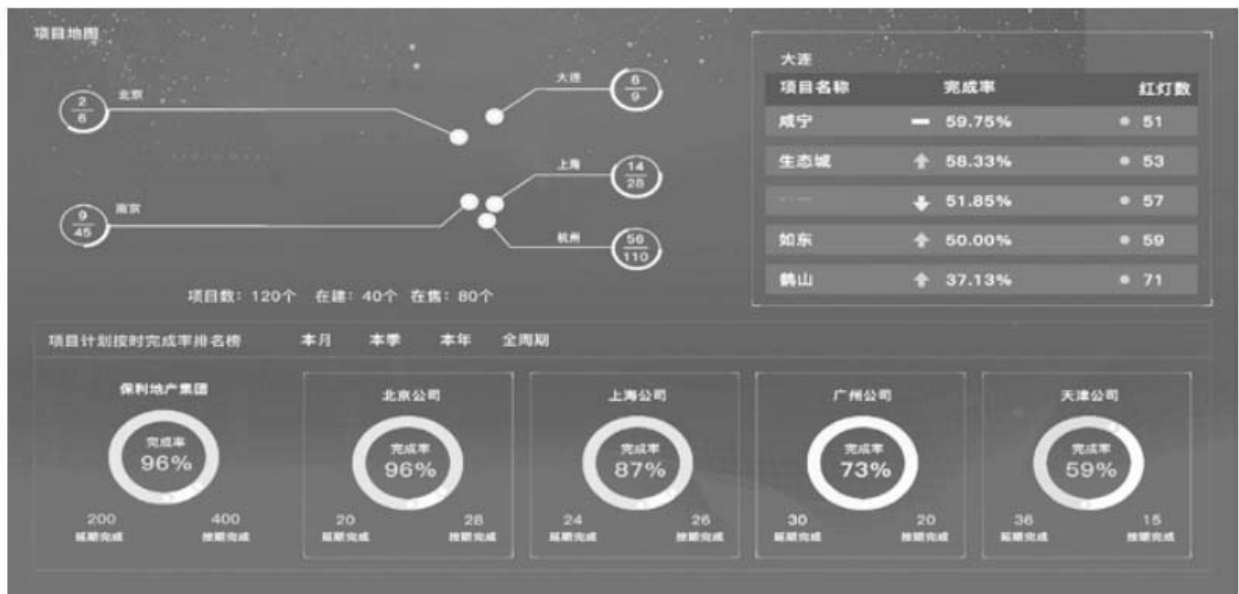 项目地图
北京
2
6
大连
6
9
上海
14
28
南京
9
45
杭州
56
110
项目数：120个 在建：40个 在售：80个
大连
项目名称 完成率 红灯数
咸宁 59.75% 51
生态城 58.33% 53
51.85% 57
如东 50.00% 59
鹤山 37.13% 71
项目计划按时完成率排名榜 本月 本季 本年 全周期
保利地产集团
完成率
96%
200 400
延期完成 按期完成
北京公司
完成率
96%
20 28
延期完成 按期完成
上海公司
完成率
87%
24 26
延期完成 按期完成
广州公司
完成率
73%
30 20
延期完成 按期完成
天津公司
完成率
59%
36 15
延期完成 按期完成